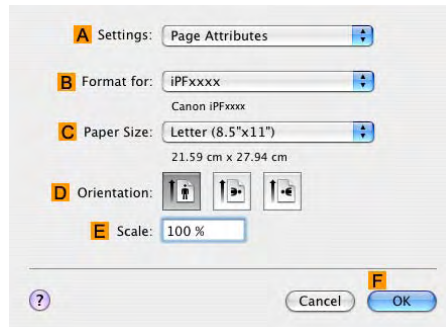 A Settings: Page Attributes
B Format for: iPFxxxx
Canon iPFxxxx
C Paper Size: Letter (8.5"x11")
21.59 cm x 27.94 cm
D Orientation:
E Scale: 100 %
F
? Cancel OK